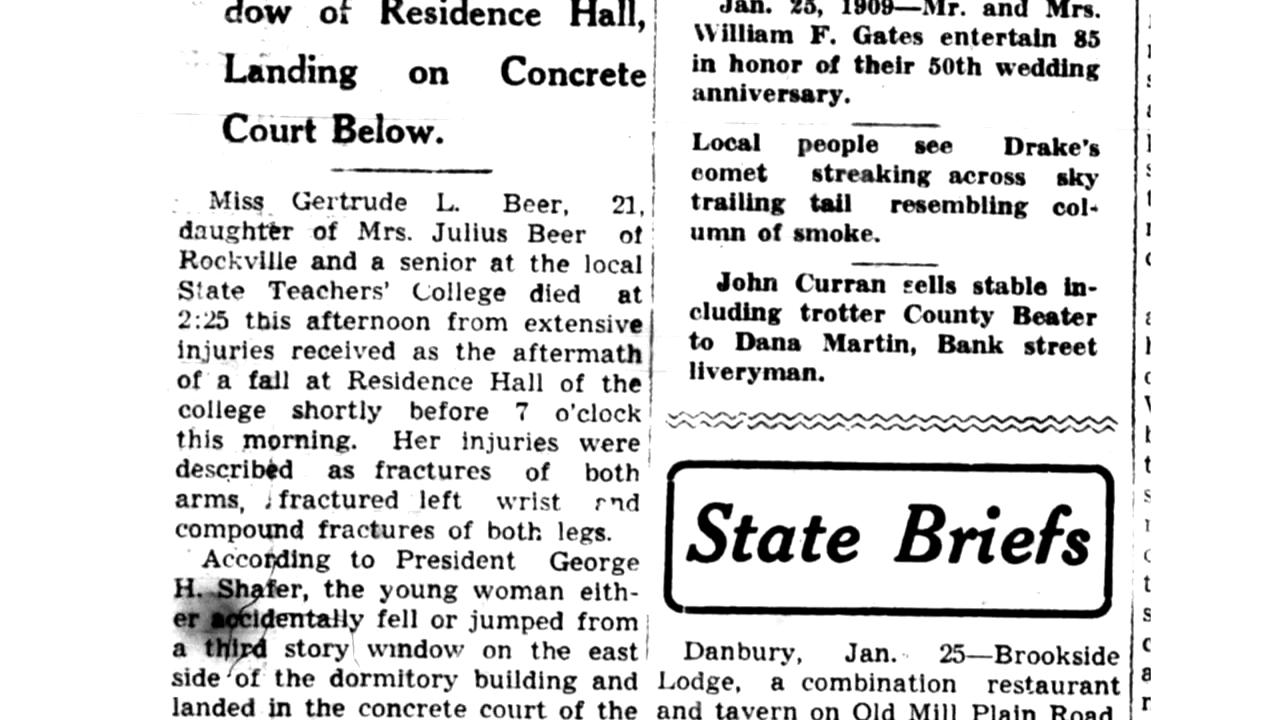 dow of Residence Hall,
Landing on Concrete
Court Below.
Miss Gertrude L. Beer, 21,
daughter of Mrs. Julius Beer of
Rockville and a senior at the local
State Teachers' College died at
2:25 this afternoon from extensive
injuries received as the aftermath
of a fall at Residence Hall of the
college shortly before 7 o'clock
this morning. Her injuries were
described as fractures of both
arms, fractured left wrist and
compound fractures of both legs.
According to President George
H. Shafer, the young woman eith-
er accidentally fell or jumped from
a third story window on the east
side of the dormitory building and
landed in the concrete court of the
Jan. 25, 1909—Mr. and Mrs.
William F. Gates entertain 85
in honor of their 50th wedding
anniversary.
Local people see Drake's
comet streaking across sky
trailing tail resembling col-
umn of smoke.
John Curran sells stable in-
cluding trotter County Beater
to Dana Martin, Bank street
liveryman.
State Briefs
Danbury, Jan. 25—Brookside
Lodge, a combination restaurant
and tavern on Old Mill Plain Road